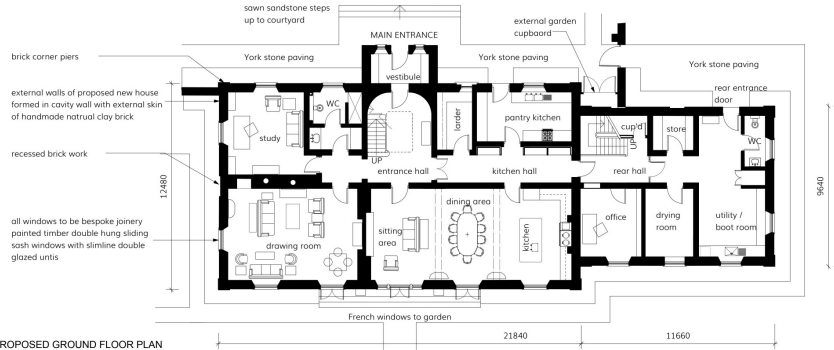 sawn sandstone steps
up to courtyard
external garden
cupbaord
MAIN ENTRANCE
brick corner piers
York stone paving
York stone paving
York stone paving
vestibule
rear entrance
door
external walls of proposed new house
formed in cavity wall with external skin
of handmade natrual clay brick
WC
larder
pantry kitchen
cup'd
store
WC
study
UP
UP
recessed brick work
entrance hall
kitchen hall
rear hall
12480
9640
dining area
all windows to be bespoke joinery
painted timber double hung sliding
sash windows with slimline double
glazed untis
drawing room
sitting
area
kitchen
office
drying
room
utility /
boot room
French windows to garden
21840
11660
ROPOSED GROUND FLOOR PLAN